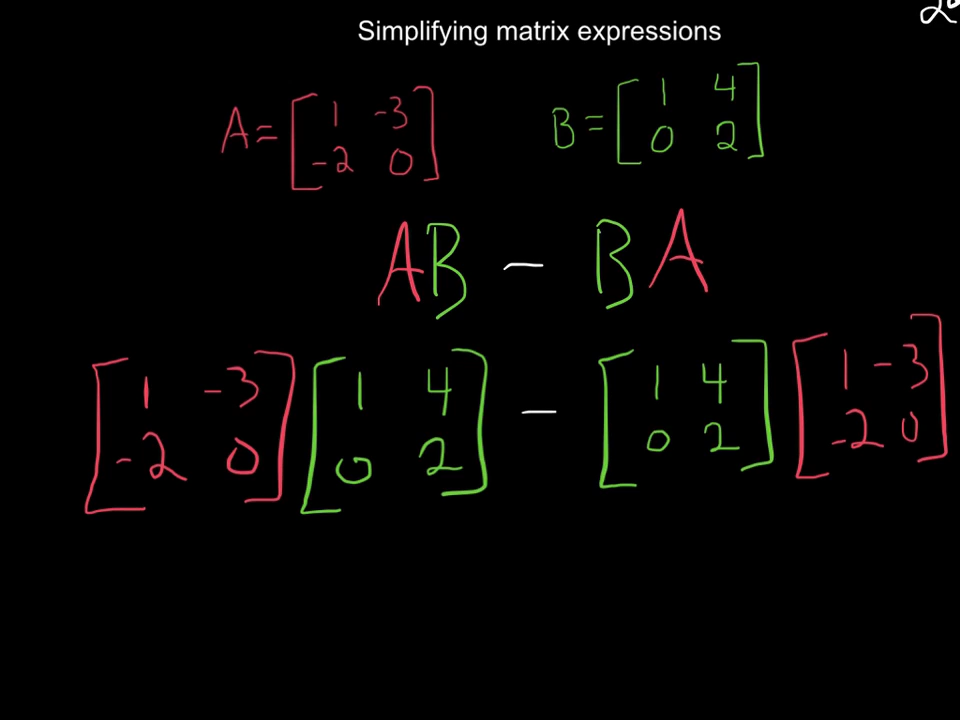 Simplifying matrix expressions
A = [ 1 -3 B = [ 1 4 ]
-2 0 ] 0 2
AB - BA
[ 1 -3 ] [ 1 4 ] - [ 1 4 ] [ 1 -3 ]
-2 0 0 2 0 2 -2 0